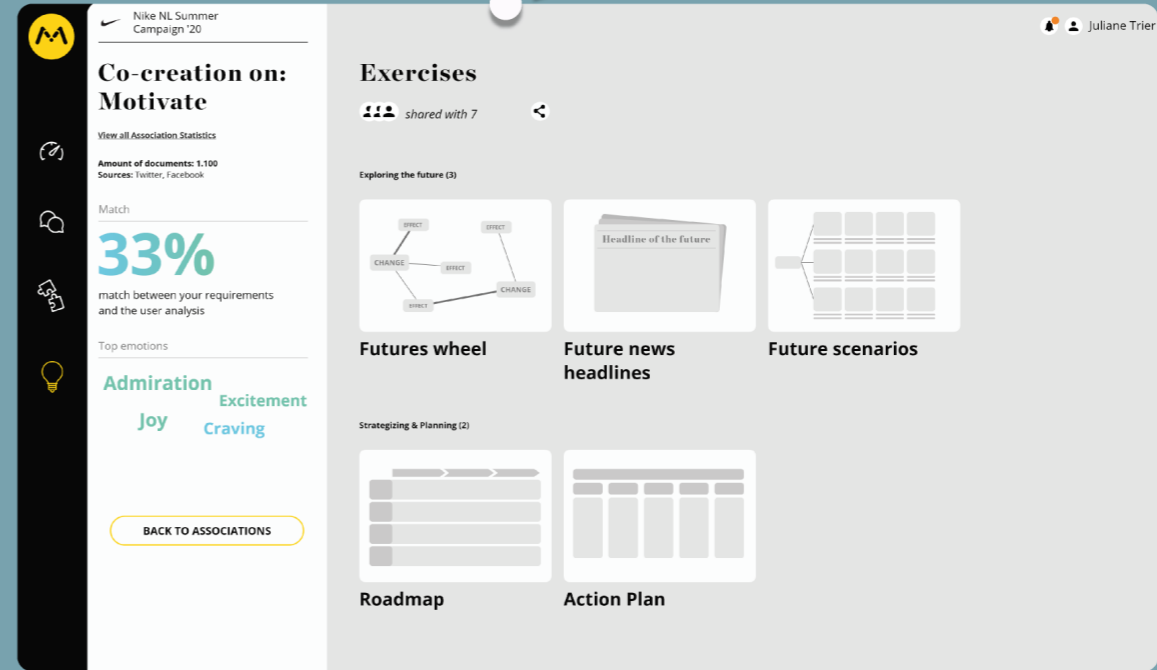 Nike NL Summer
Campaign '20
Co-creation on:
Motivate
View all Association Statistics
Amount of documents: 1.100
Sources: Twitter, Facebook
Match
33%
match between your requirements
and the user analysis
Top emotions
Admiration
Excitement
Joy
Craving
BACK TO ASSOCIATIONS
Juliane Trier
Exercises
shared with 7
Exploring the future (3)
EFFECT
EFFECT
CHANGE
EFFECT
CHANGE
EFFECT
Headline of the future
Futures wheel
Future news
headlines
Future scenarios
Strategizing & Planning (2)
Roadmap
Action Plan